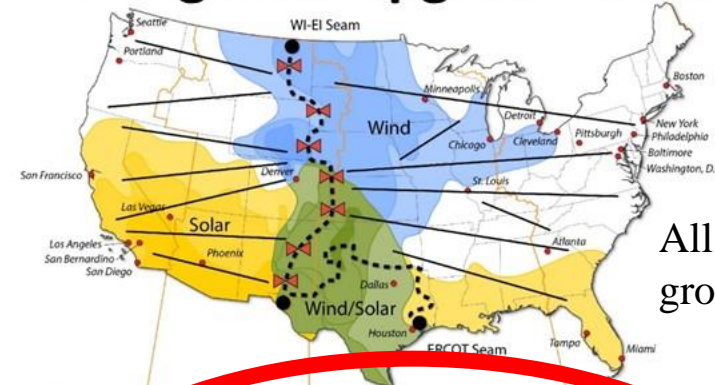 WI-EI Seam
Seattle
Portland
Minneapolis
Boston
Detroit
New York
Wind
Pittsburgh
Philadelphia
Chicago
Cleveland
Baltimore
Washington, D.
San Francisco
Denver
St. Louis
Las Vegas
Solar
Los Angeles
San Bernardino
San Diego
Phoenix
Atlanta
All
gro
Dallas
Wind/Solar
Houston
ERCOT Seam
Tampa
Miami